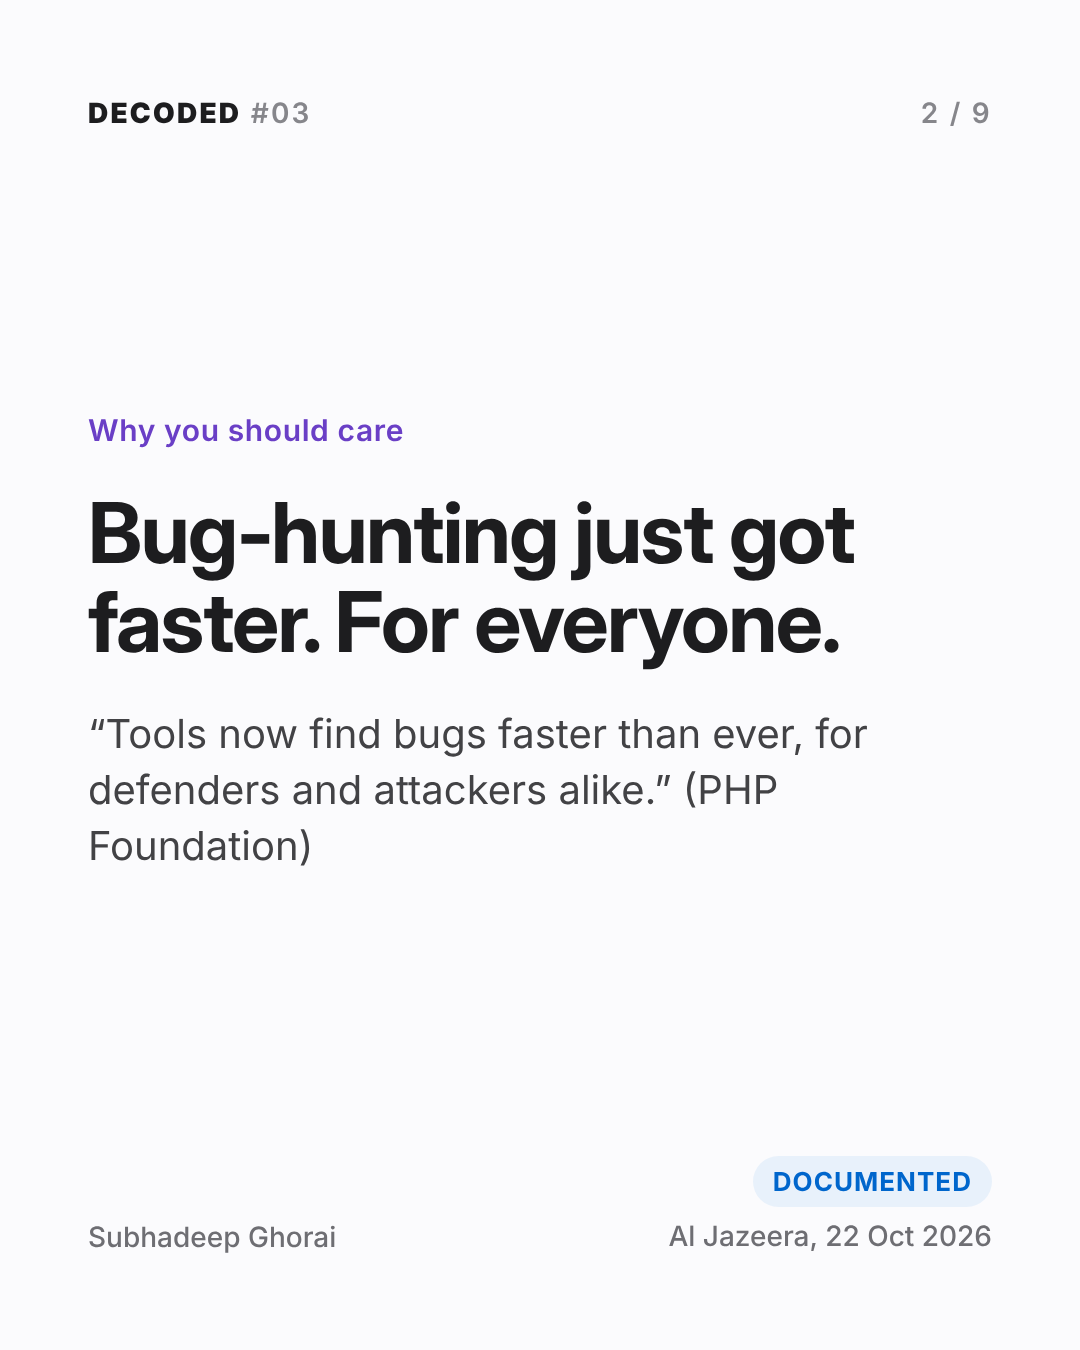 DECODED #03
2 / 9
Why you should care
Bug-hunting just got
faster. For everyone.
“Tools now find bugs faster than ever, for
defenders and attackers alike.” (PHP
Foundation)
DOCUMENTED
Subhadeep Ghorai
Al Jazeera, 22 Oct 2026